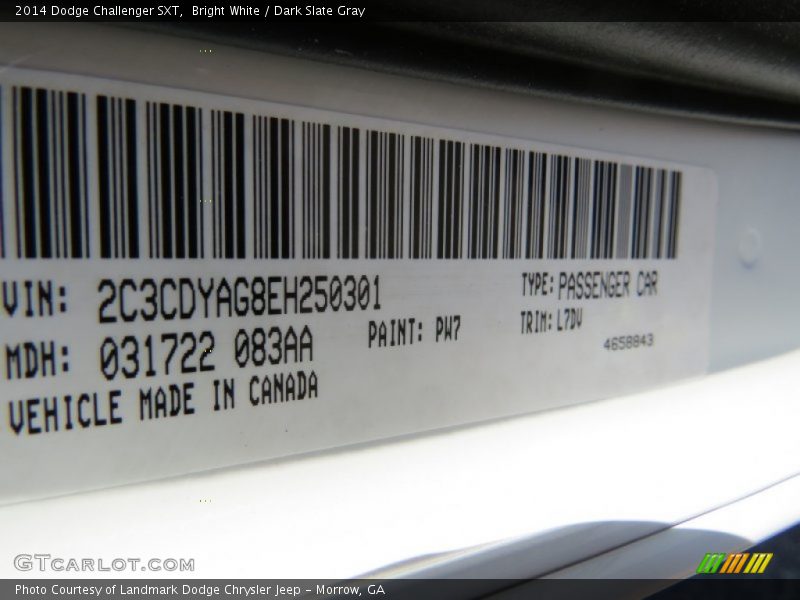 2014 Dodge Challenger SXT,  Bright White / Dark Slate Gray
VIN: 2C3CDYAG8EH250301
TYPE: PASSENGER CAR
MDH: 031722 083AA
PAINT: PW7
TRIM: L7DV
4658843
VEHICLE MADE IN CANADA
GTCARLOT.COM
Photo Courtesy of Landmark Dodge Chrysler Jeep - Morrow, GA